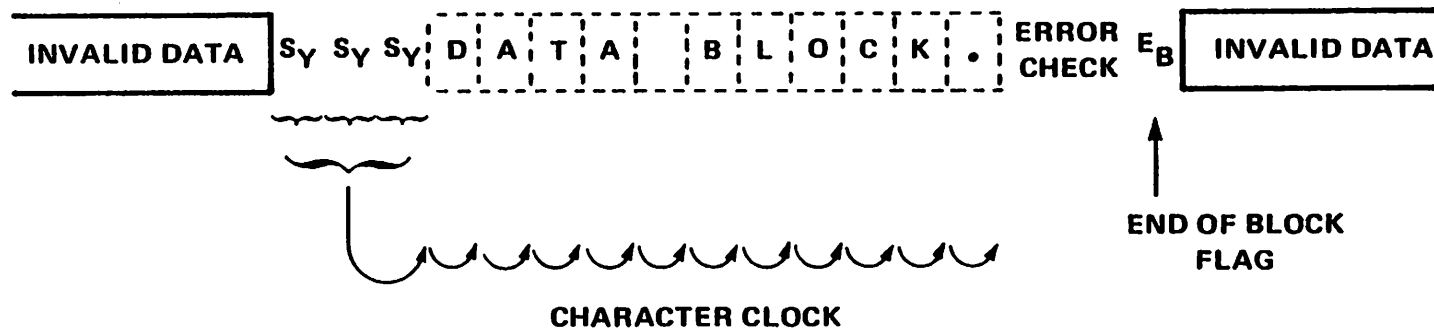 INVALID DATA SY SY SY D A T A B L O C K . ERROR CHECK EB INVALID DATA
END OF BLOCK
FLAG
CHARACTER CLOCK